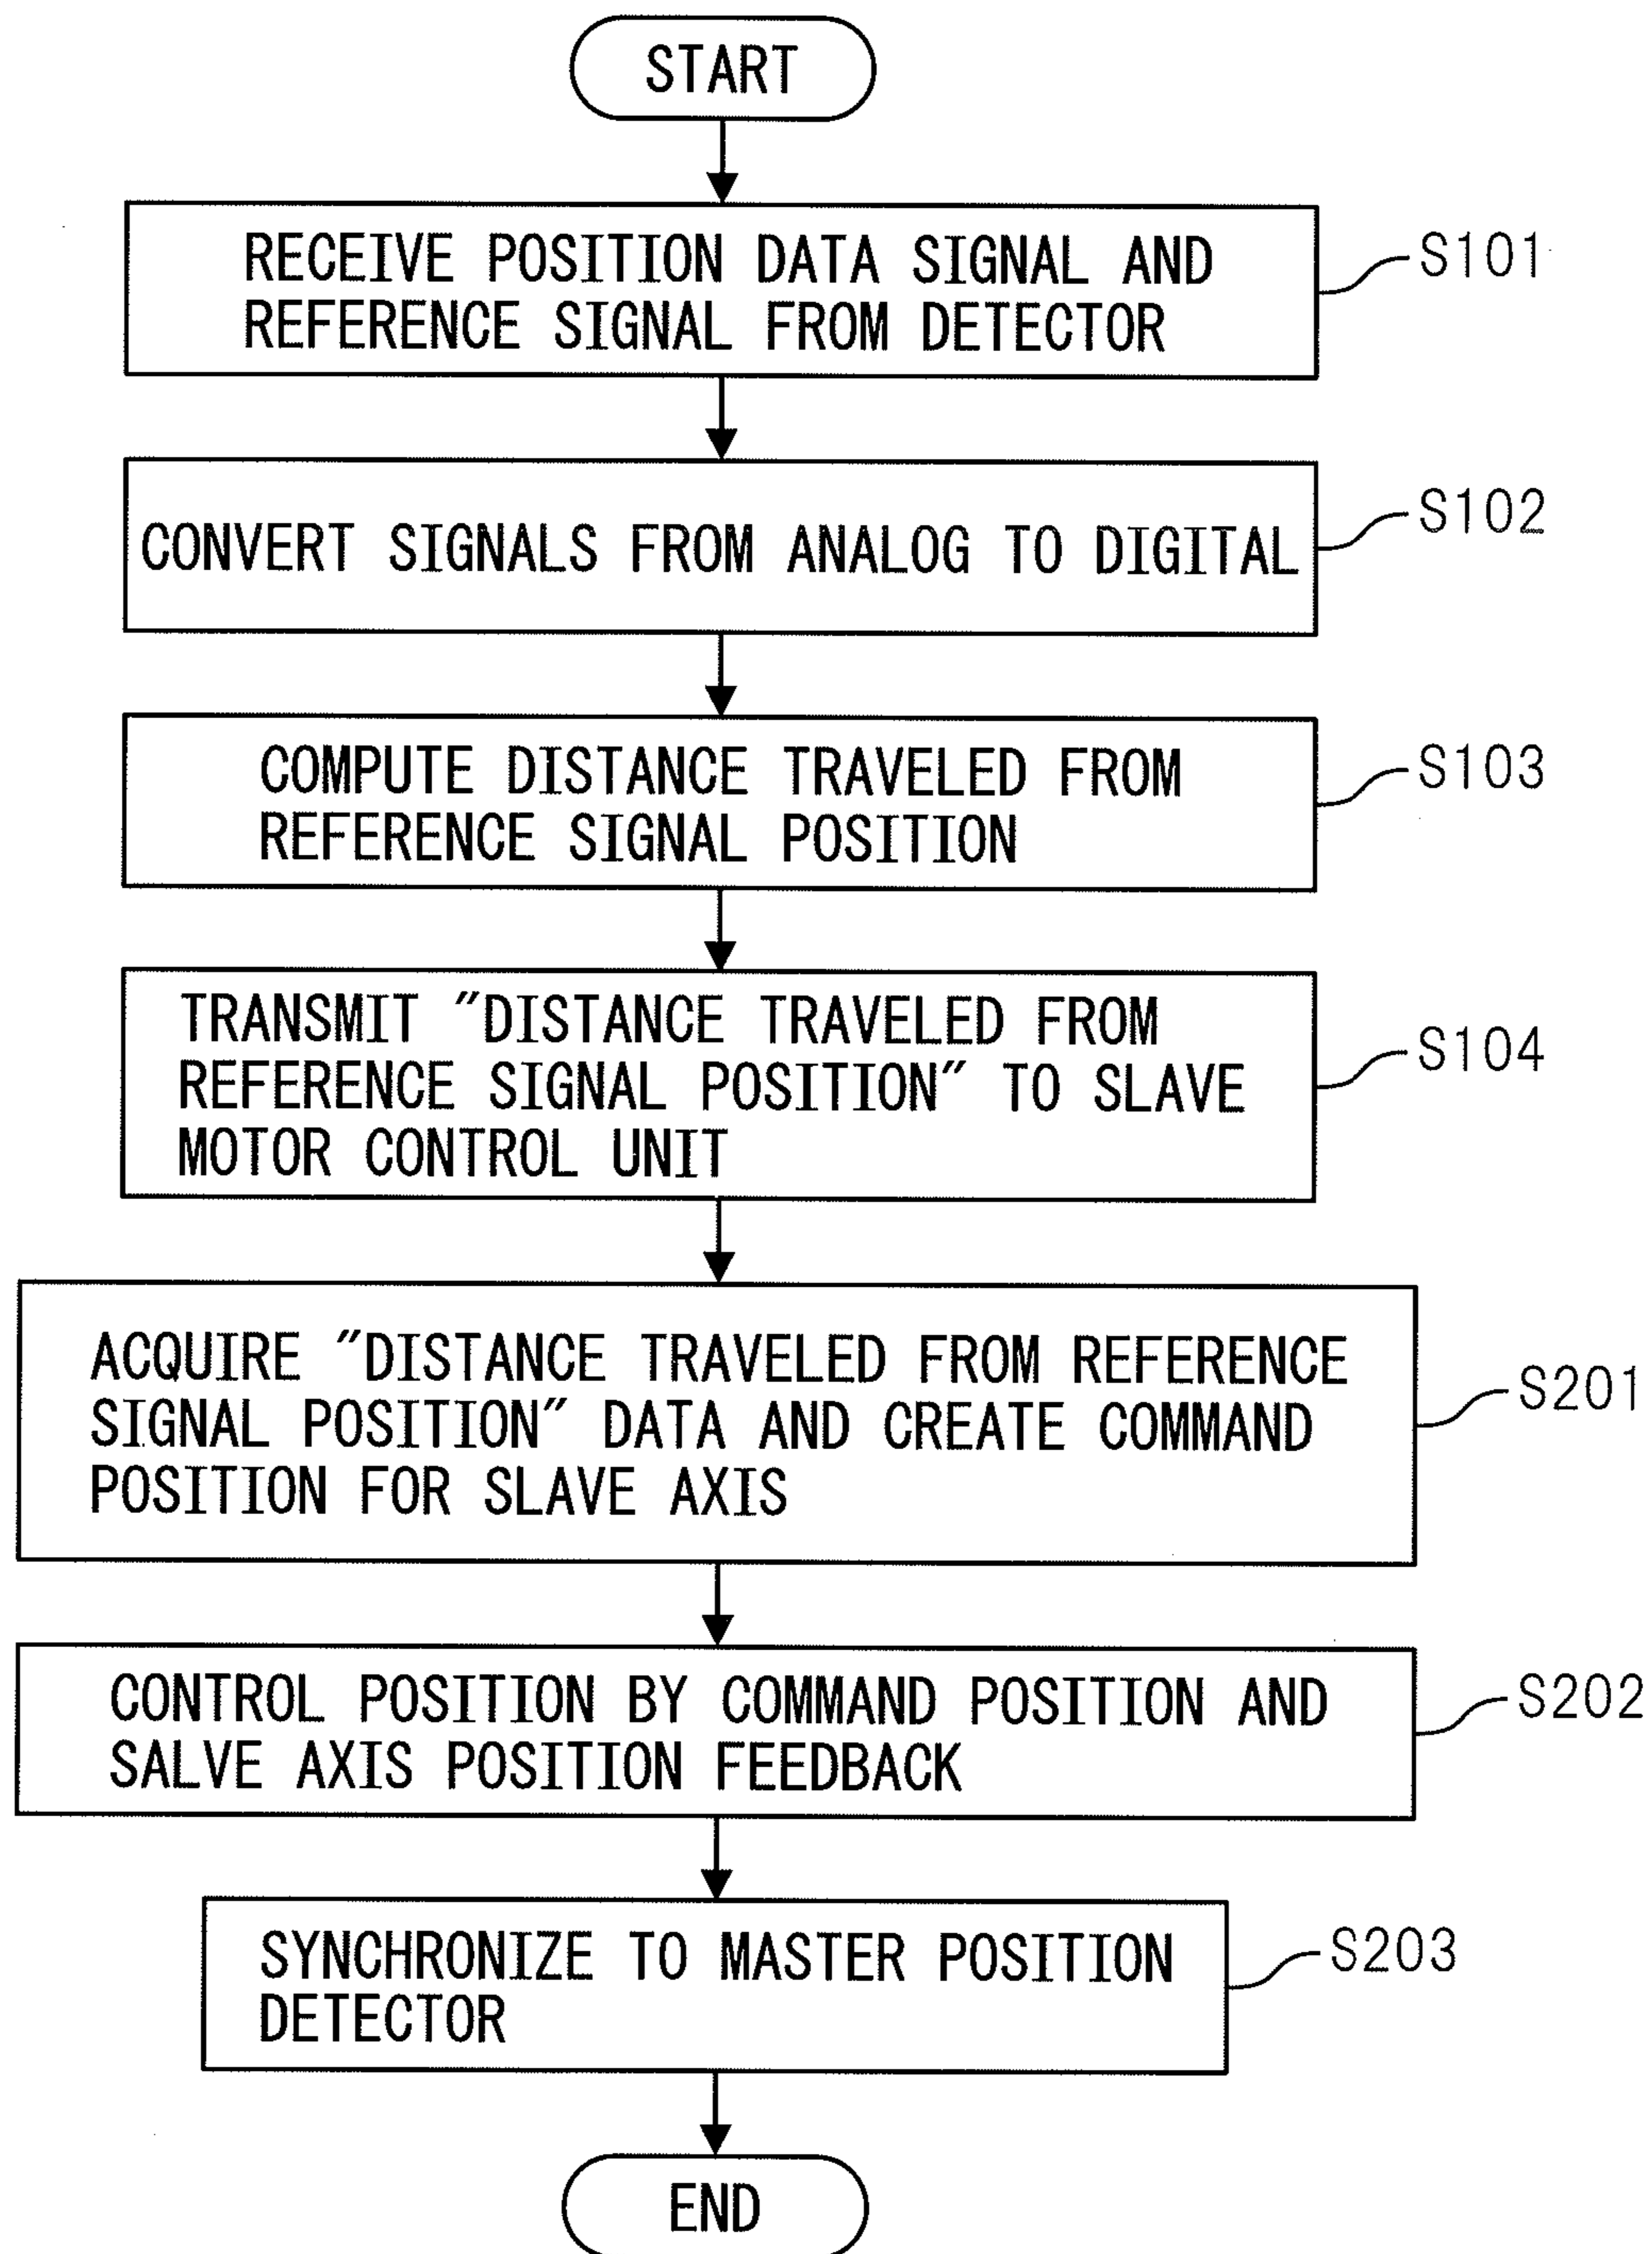 START
RECEIVE POSITION DATA SIGNAL AND
REFERENCE SIGNAL FROM DETECTOR
S101
CONVERT SIGNALS FROM ANALOG TO DIGITAL
S102
COMPUTE DISTANCE TRAVELED FROM
REFERENCE SIGNAL POSITION
S103
TRANSMIT "DISTANCE TRAVELED FROM
REFERENCE SIGNAL POSITION" TO SLAVE
MOTOR CONTROL UNIT
S104
ACQUIRE "DISTANCE TRAVELED FROM REFERENCE
SIGNAL POSITION" DATA AND CREATE COMMAND
POSITION FOR SLAVE AXIS
S201
CONTROL POSITION BY COMMAND POSITION AND
SALVE AXIS POSITION FEEDBACK
S202
SYNCHRONIZE TO MASTER POSITION
DETECTOR
S203
END